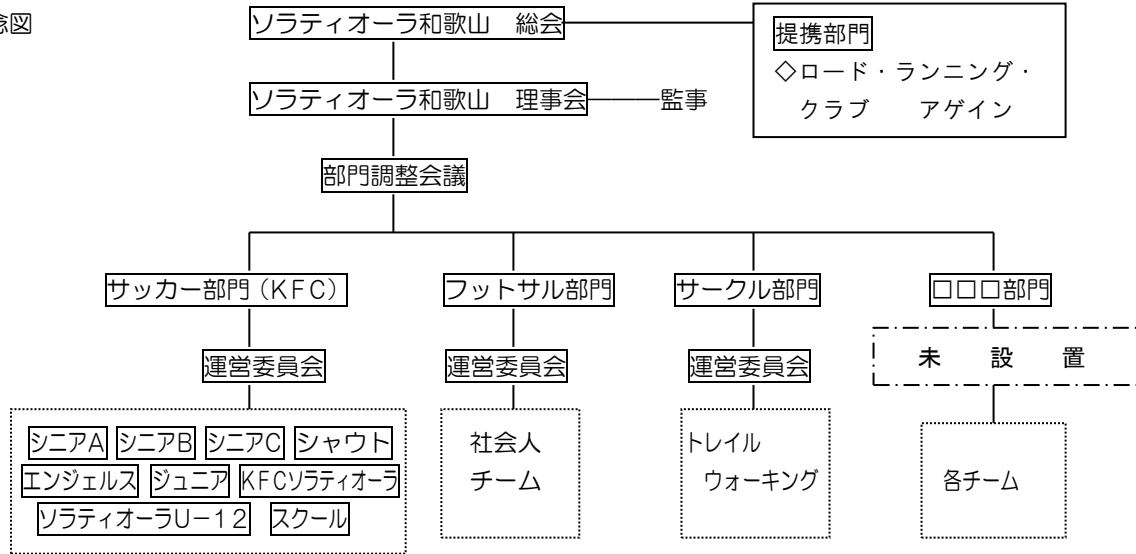 念図
ソラティオーラ和歌山　総会
提携部門
◇ロード・ランニング・
クラブ　　アゲイン
ソラティオーラ和歌山　理事会
監事
部門調整会議
サッカー部門（KFC）
フットサル部門
サークル部門
□□□部門
運営委員会
運営委員会
運営委員会
未　設　置
シニアA シニアB シニアC シャウト
エンジェルス ジュニア KFCソラティオーラ
ソラティオーラU－12 スクール
社会人
チーム
トレイル
ウォーキング
各チーム